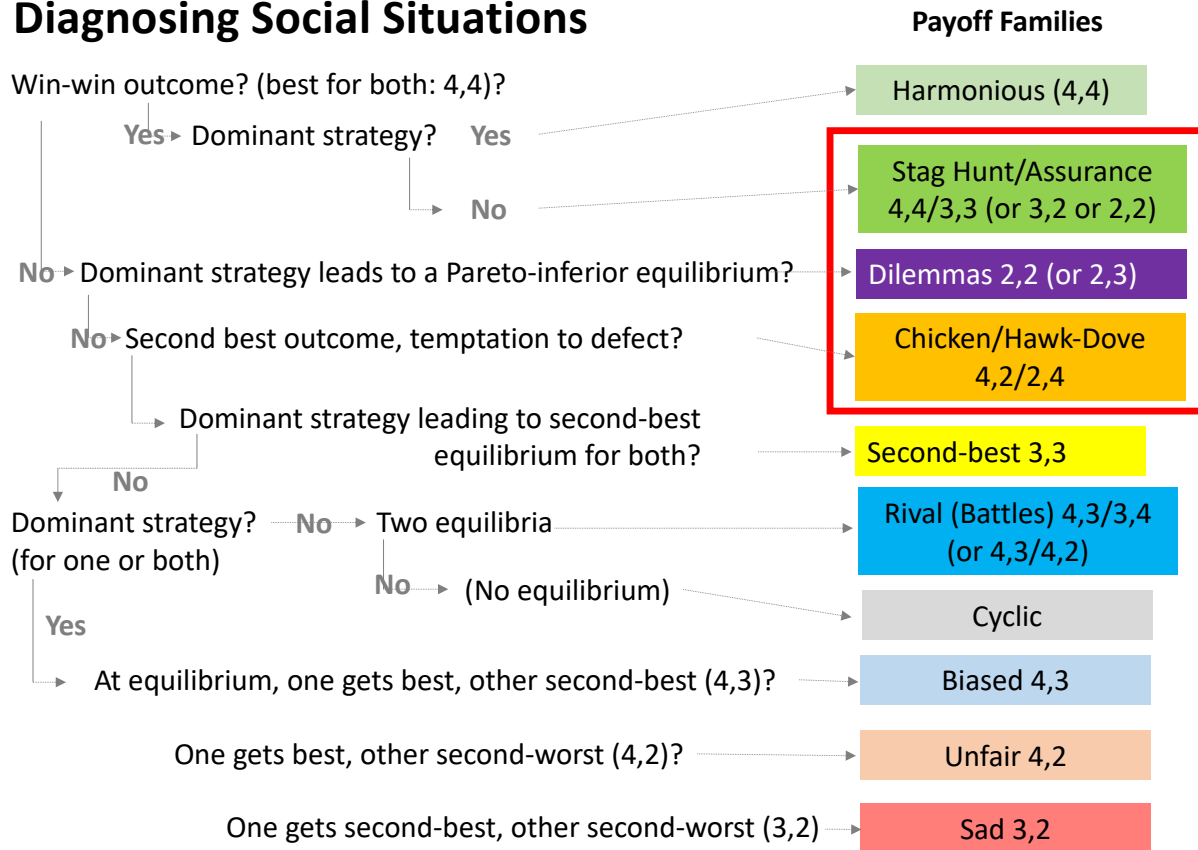 Diagnosing Social Situations
Payoff Families
Win-win outcome? (best for both: 4,4)?
Harmonious (4,4)
Yes
Dominant strategy?
Yes
No
Stag Hunt/Assurance
4,4/3,3 (or 3,2 or 2,2)
No
Dominant strategy leads to a Pareto-inferior equilibrium?
Dilemmas 2,2 (or 2,3)
No
Second best outcome, temptation to defect?
Chicken/Hawk-Dove
4,2/2,4
Dominant strategy leading to second-best
equilibrium for both?
Second-best 3,3
No
Dominant strategy?
(for one or both)
No
Two equilibria
Rival (Battles) 4,3/3,4
(or 4,3/4,2)
No
(No equilibrium)
Cyclic
Yes
At equilibrium, one gets best, other second-best (4,3)?
Biased 4,3
One gets best, other second-worst (4,2)?
Unfair 4,2
One gets second-best, other second-worst (3,2)
Sad 3,2